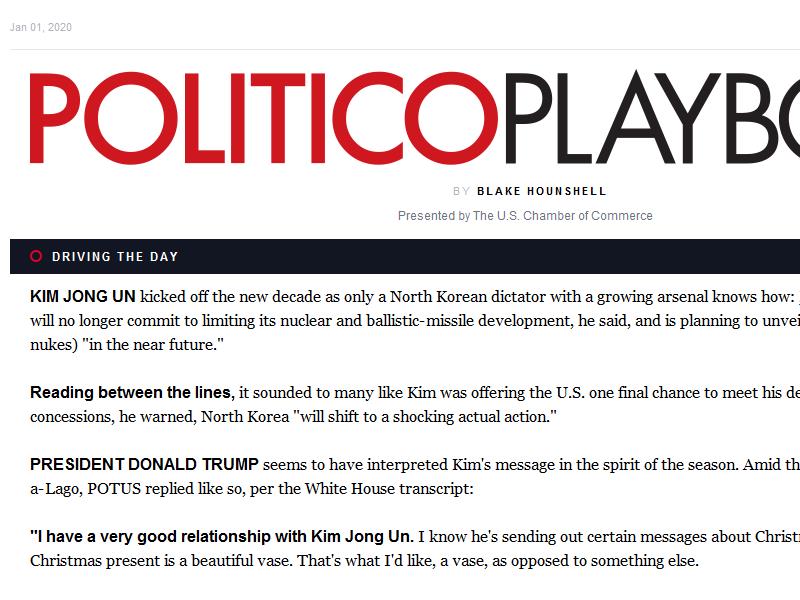 Jan 01, 2020
POLITICOPLAYBO
BY BLAKE HOUNSHELL
Presented by The U.S. Chamber of Commerce
DRIVING THE DAY
KIM JONG UN kicked off the new decade as only a North Korean dictator with a growing arsenal knows how:
will no longer commit to limiting its nuclear and ballistic-missile development, he said, and is planning to unvei
nukes) "in the near future."
Reading between the lines, it sounded to many like Kim was offering the U.S. one final chance to meet his de
concessions, he warned, North Korea "will shift to a shocking actual action."
PRESIDENT DONALD TRUMP seems to have interpreted Kim's message in the spirit of the season. Amid th
a-Lago, POTUS replied like so, per the White House transcript:
"I have a very good relationship with Kim Jong Un. I know he's sending out certain messages about Christ
Christmas present is a beautiful vase. That's what I'd like, a vase, as opposed to something else.